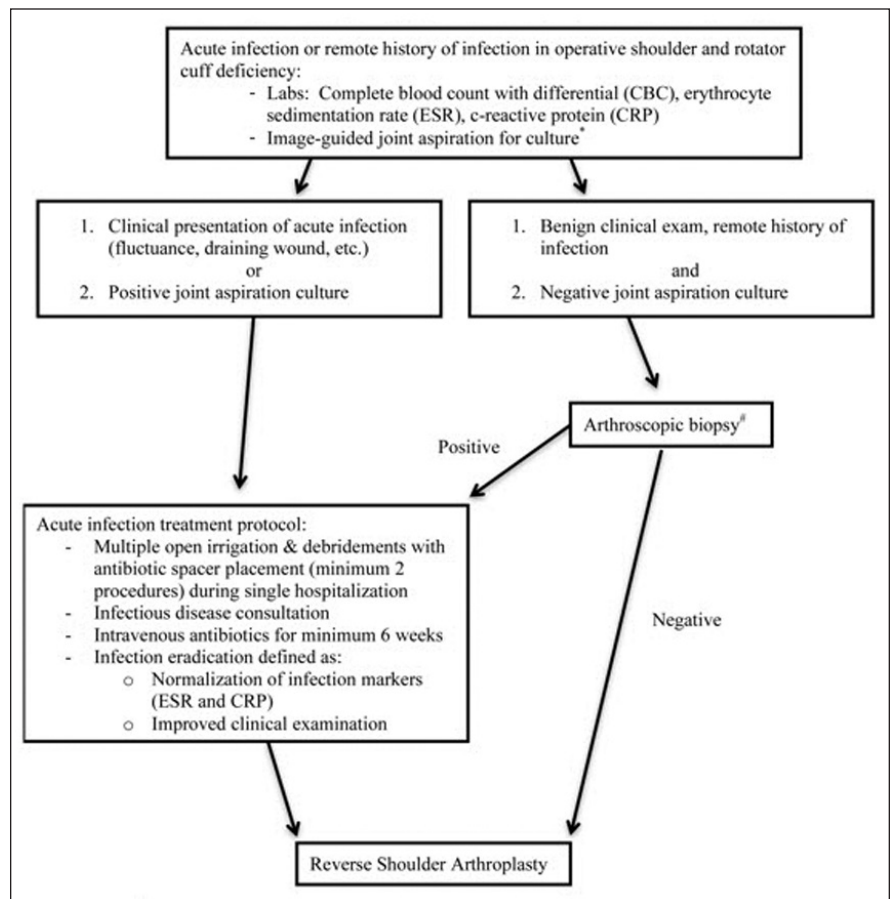 Acute infection or remote history of infection in operative shoulder and rotator
cuff deficiency:
- Labs: Complete blood count with differential (CBC), erythrocyte
sedimentation rate (ESR), c-reactive protein (CRP)
- Image-guided joint aspiration for culture*
1. Clinical presentation of acute infection
(fluctuance, draining wound, etc.)
or
2. Positive joint aspiration culture
1. Benign clinical exam, remote history of
infection
and
2. Negative joint aspiration culture
Arthroscopic biopsy#
Positive
Acute infection treatment protocol:
- Multiple open irrigation & debridements with
antibiotic spacer placement (minimum 2
procedures) during single hospitalization
- Infectious disease consultation
- Intravenous antibiotics for minimum 6 weeks
- Infection eradication defined as:
o Normalization of infection markers
(ESR and CRP)
o Improved clinical examination
Negative
Reverse Shoulder Arthroplasty